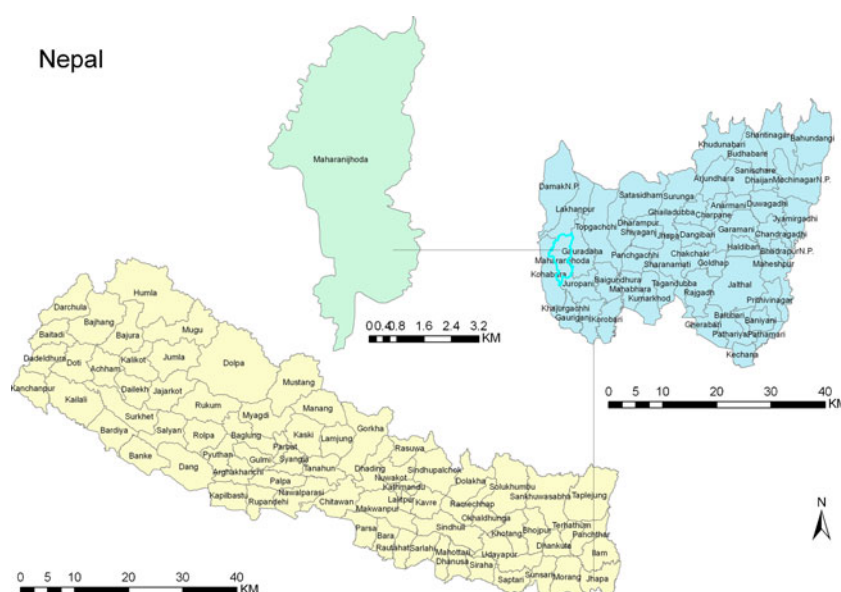 Nepal
Maharanijhoda
0 0.4 0.8 1.6 2.4 3.2
KM
Shantinagar
Bahundangi
Khudunabari
Budhabare
Sanischare
Arjundhara
Dhaijan
Mechinagar N.P.
Damak N.P.
Satasidham
Surunga
Lakhanpur
Anarmani
Duwagadhi
Ghailadubba
Charpane
Jyamirgadhi
Topgachchi
Dharampur
Shivaganj
Jhapa
Dangibari
Garamani
Chandragadhi
Gauradaha
Panchgachhi
Chakchaki
Haldibari
Bhadrapur N.P.
Maharanijhoda
Sharanamati
Goldhap
Maheshpur
Kohabara
Juropani
Baigundhura
Tagandubba
Jalthal
Mahabhara
Rajgadh
Prithivinagar
Khajurgachhi
Kumarkhod
Gauriganj
Korobari
Balubari
Baniyani
Gherabari
Pathariya
Pathamari
Kechana
0 10 20 40
KM
Humla
Darchula
Bajhang
Mugu
Baitadi
Bajura
Dolpa
Dadeldhura
Doti
Kalikot
Jumla
Achham
Mustang
Kanchanpur
Dailekh
Jajarkot
Kailali
Rukum
Manang
Surkhet
Myagdi
Gorkha
Bardiya
Salyan
Rolpa
Baglung
Kaski
Lamjung
Rasuwa
Parbat
Banke
Pyuthan
Gulmi
Syangja
Dang
Arghakhanchi
Tanahun
Dhading
Sindhupalchok
Nuwakot
Dolakha
Solukhumbu
Kathmandu
Sankhuwasabha
Taplejung
Palpa
Kapilbastu
Nawalparasi
Rupandehi
Chitawan
Lalitpur
Kavre
Ramechhap
Makwanpur
Okhaldhunga
Terhathum
Parsa
Sindhuli
Khotang
Bhojpur
Panchthar
Bara
Dhankuta
Rautahat
Sarlahi
Mahottari
Udayapur
Ilam
Dhanusa
Siraha
Sunsari
Morang
Jhapa
Saptari
N
0 5 10 20 30 40
KM